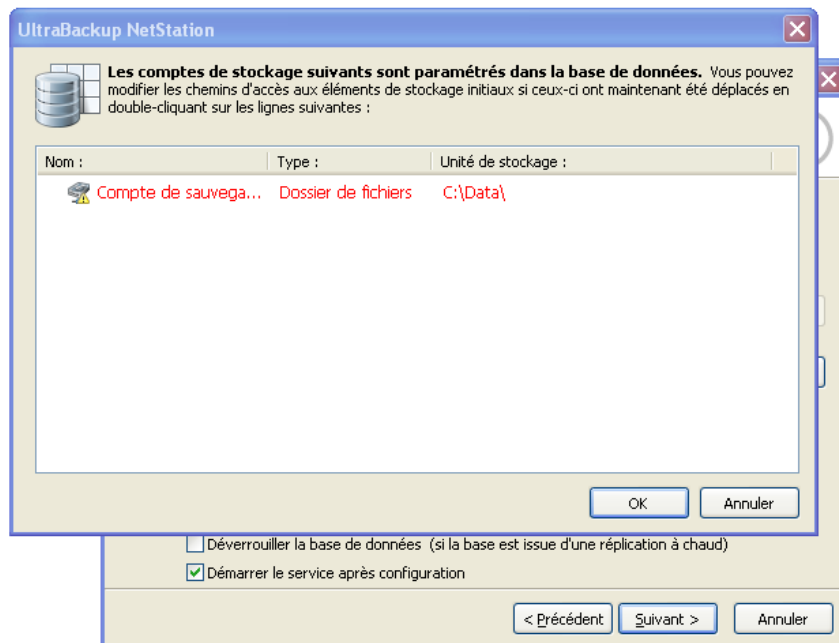 UltraBackup NetStation
Les comptes de stockage suivants sont paramétrés dans la base de données. Vous pouvez
modifier les chemins d'accès aux éléments de stockage initiaux si ceux-ci ont maintenant été déplacés en
double-cliquant sur les lignes suivantes :
Nom : Type : Unité de stockage :
Compte de sauvega... Dossier de fichiers C:\Data\
OK Annuler
Déverrouiller la base de données (si la base est issue d'une réplication à chaud)
Démarrer le service après configuration
< Précédent Suivant > Annuler